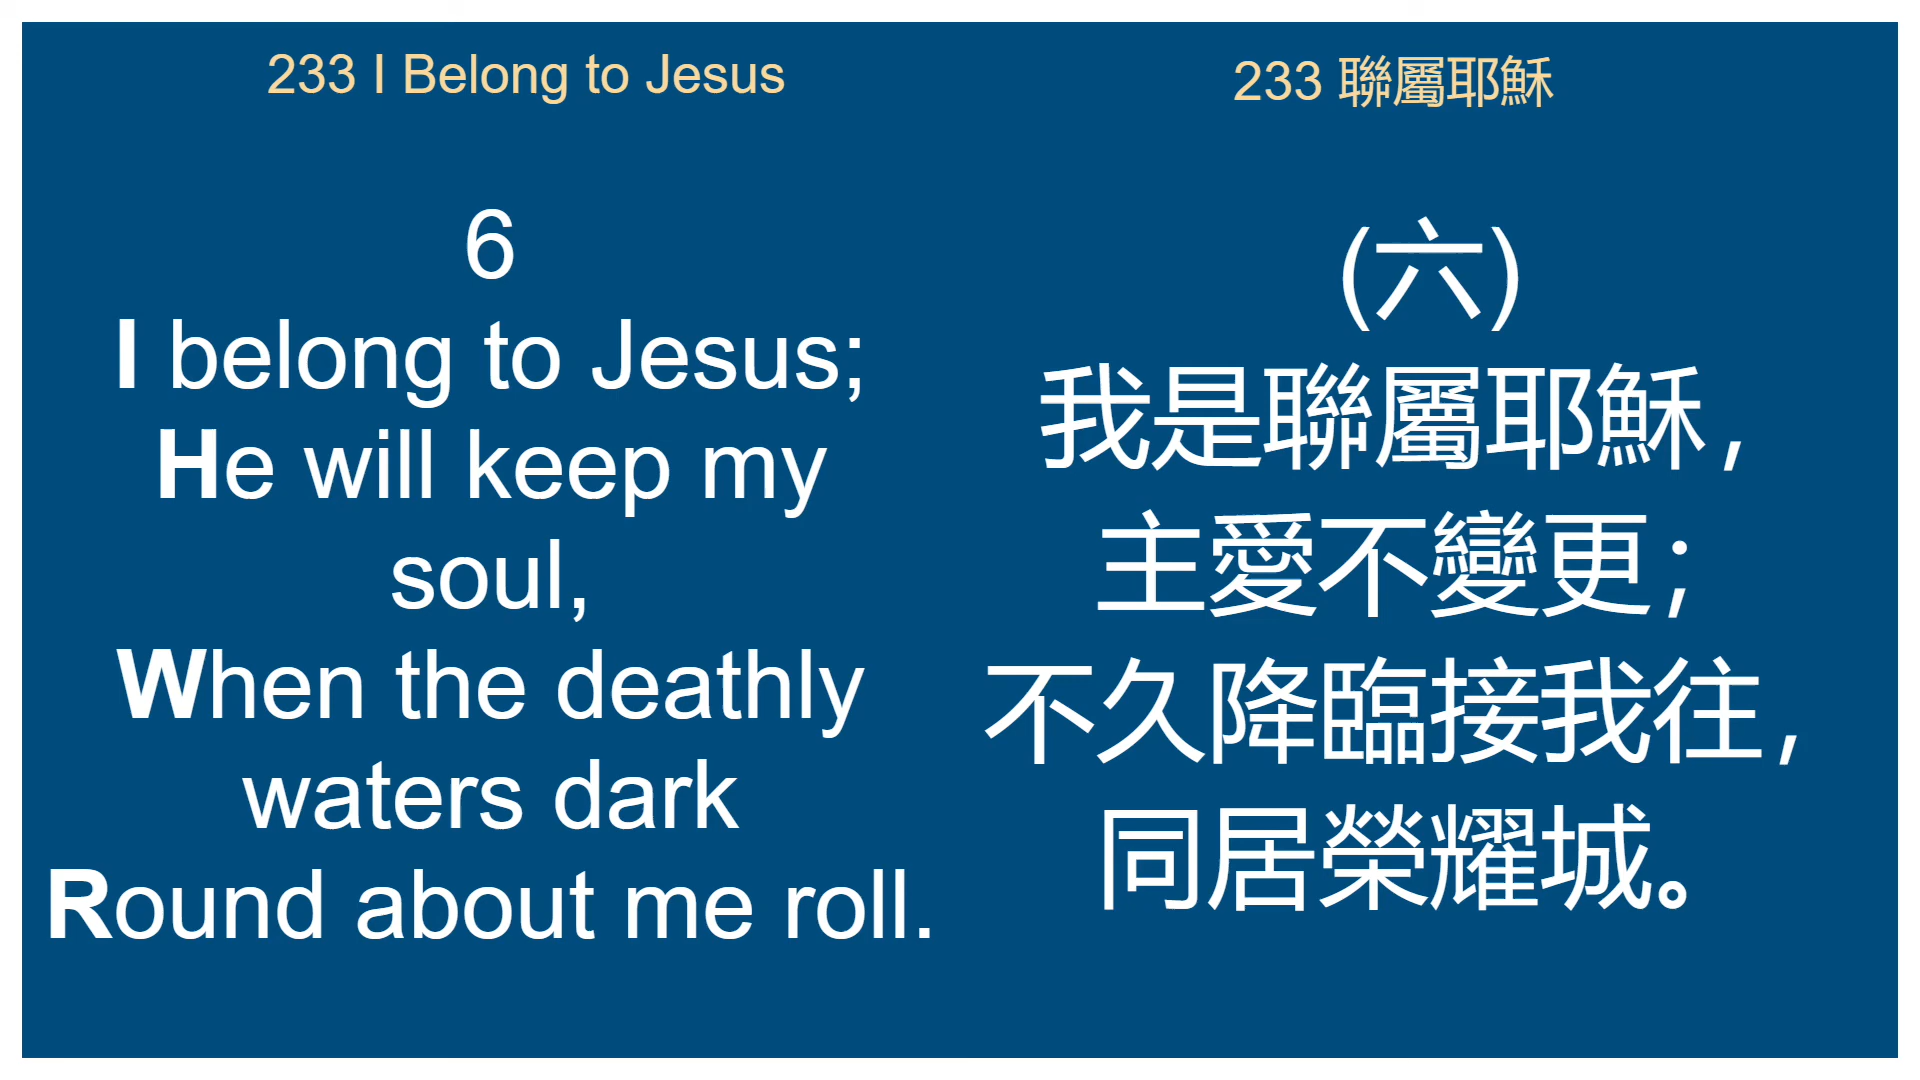 233 I Belong to Jesus
6
I belong to Jesus;
He will keep my
soul,
When the deathly
waters dark
Round about me roll.
233 聯屬耶穌
(六)
我是聯屬耶穌，
主愛不變更；
不久降臨接我往，
同居榮耀城。